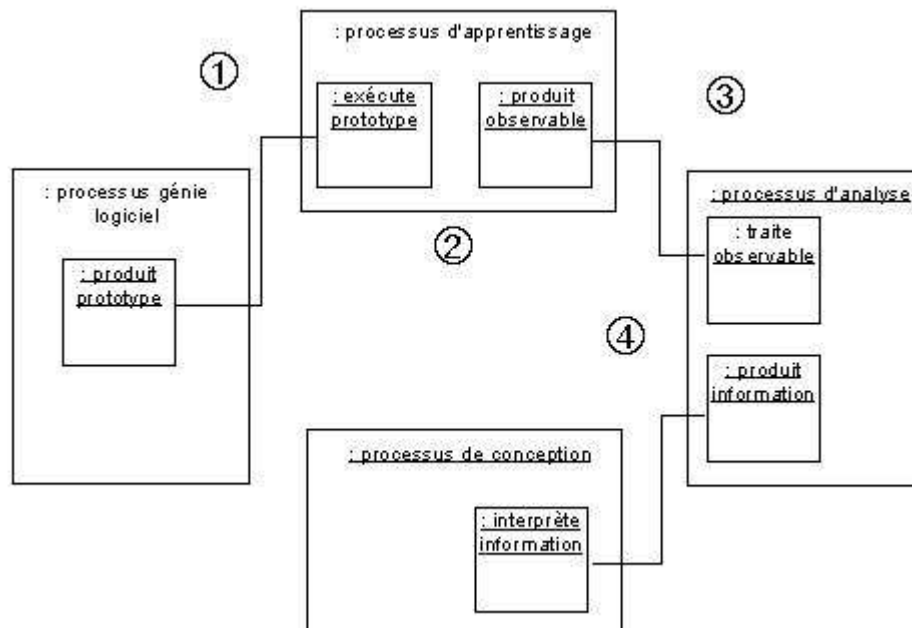 : processus d'apprentissage
①
: exécute
prototype
: produit
observable
③
: processus génie
logiciel
: produit
prototype
②
: processus d'analyse
: traite
observable
④
: produit
information
: processus de conception
: interprète
information